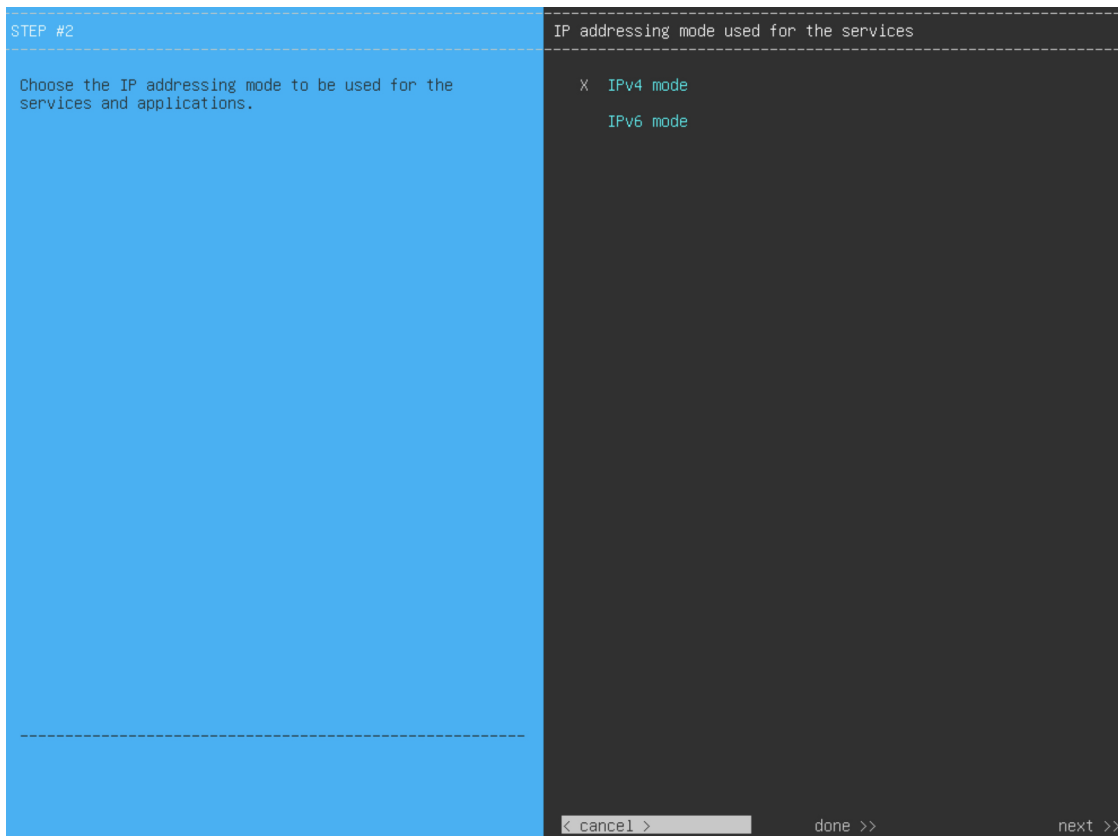 STEP #2
Choose the IP addressing mode to be used for the
services and applications.
IP addressing mode used for the services
X IPv4 mode
IPv6 mode
< cancel >
done >>
next >>